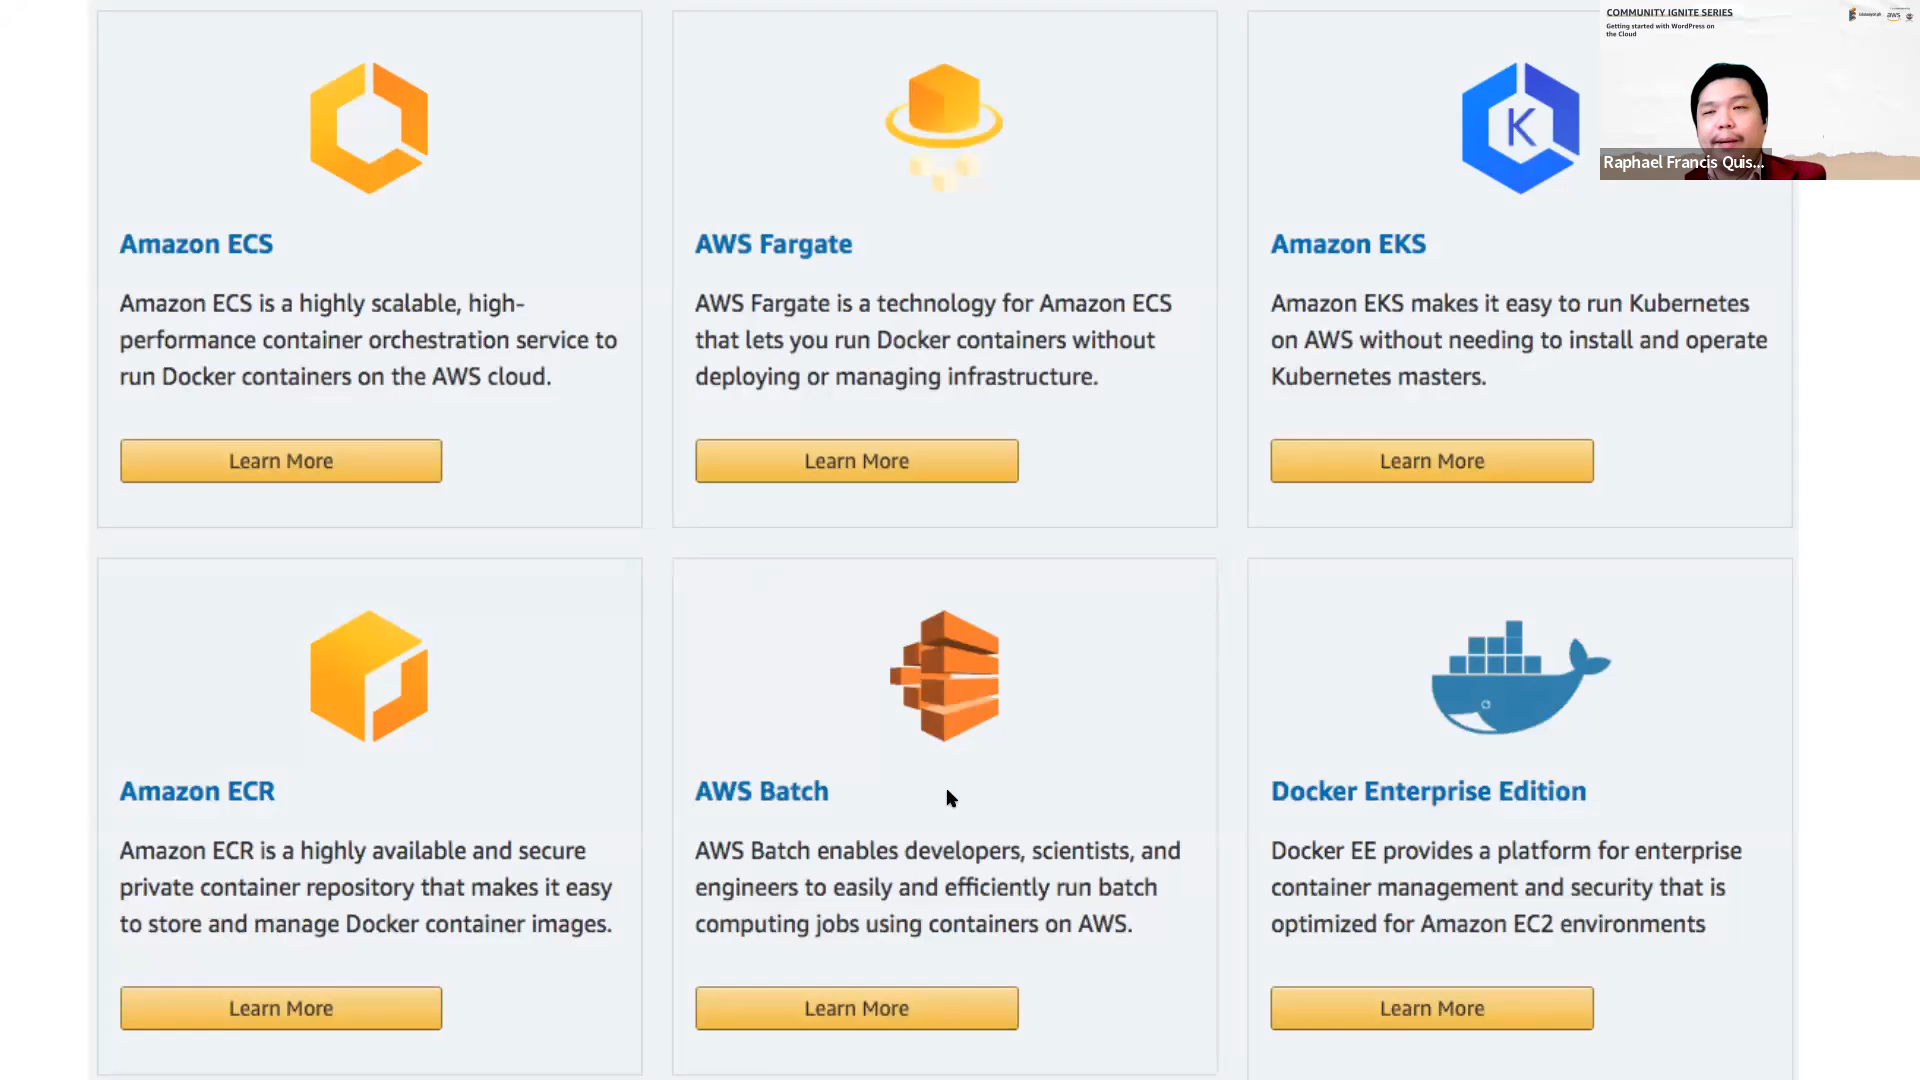 COMMUNITY IGNITE SERIES
Getting started with WordPress on
the Cloud
aws
Raphael Francis Quis...
K
Amazon ECS
Amazon ECS is a highly scalable, high-
performance container orchestration service to
run Docker containers on the AWS cloud.
Learn More
AWS Fargate
AWS Fargate is a technology for Amazon ECS
that lets you run Docker containers without
deploying or managing infrastructure.
Learn More
Amazon EKS
Amazon EKS makes it easy to run Kubernetes
on AWS without needing to install and operate
Kubernetes masters.
Learn More
Amazon ECR
Amazon ECR is a highly available and secure
private container repository that makes it easy
to store and manage Docker container images.
Learn More
AWS Batch
AWS Batch enables developers, scientists, and
engineers to easily and efficiently run batch
computing jobs using containers on AWS.
Learn More
Docker Enterprise Edition
Docker EE provides a platform for enterprise
container management and security that is
optimized for Amazon EC2 environments
Learn More